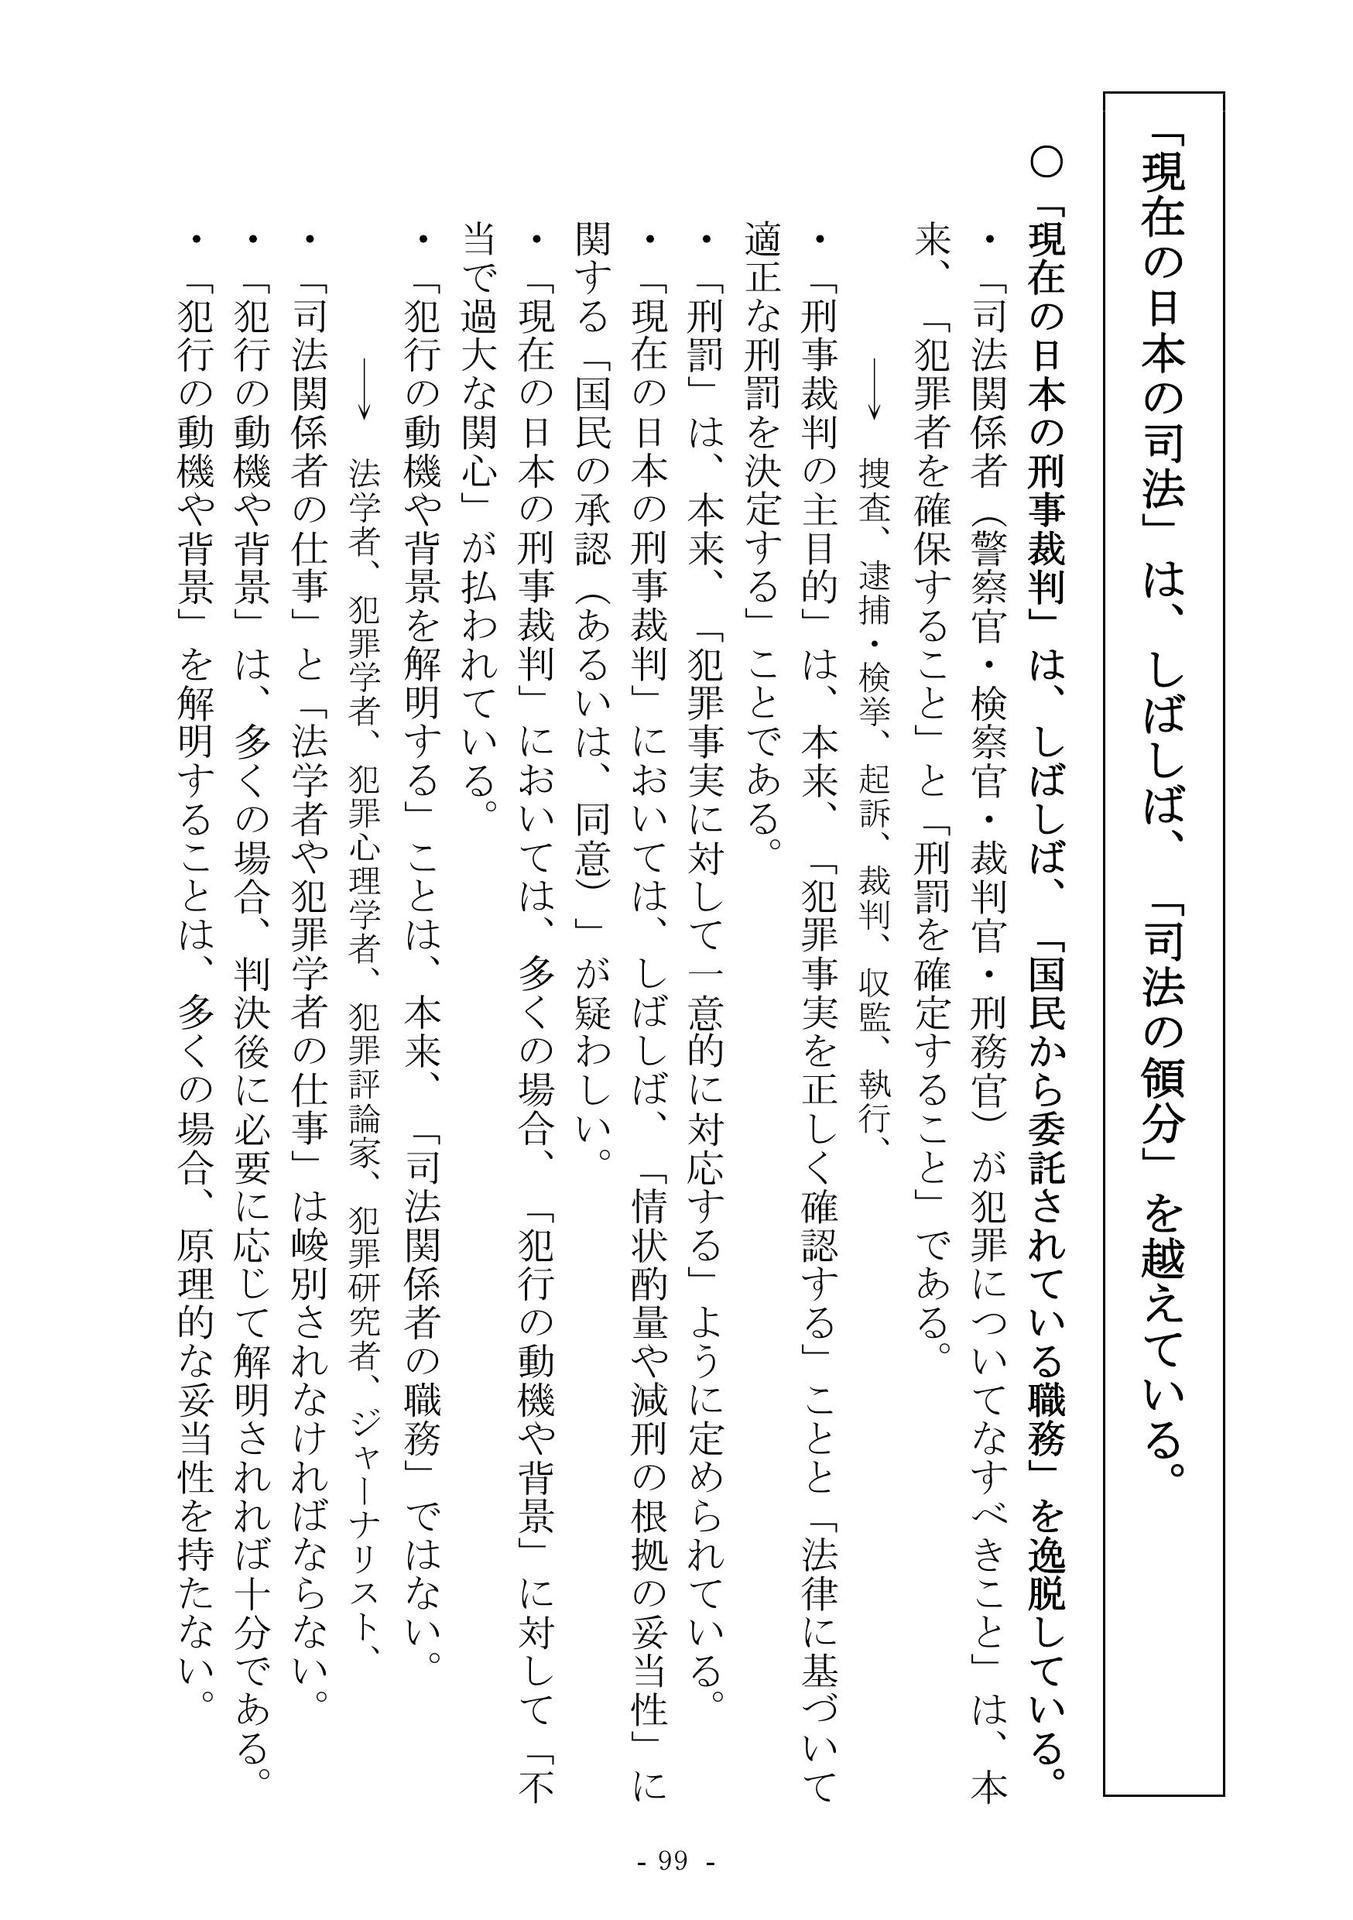 「現在の日本の司法」は、しばしば、「司法の領分」を越えている。
○「現在の日本の刑事裁判」は、しばしば、「国民から委託されている職務」を逸脱している。
・「司法関係者（警察官・検察官・裁判官・刑務官）が犯罪についてなすべきこと」は、本
来、「犯罪者を確保すること」と「刑罰を確定すること」である。
→　捜査、逮捕・検挙、起訴、裁判、収監、執行、
・「刑事裁判の主目的」は、本来、「犯罪事実を正しく確認する」ことと「法律に基づいて
適正な刑罰を決定する」ことである。
・「刑罰」は、本来、「犯罪事実に対して一意的に対応する」ように定められている。
・「現在の日本の刑事裁判」においては、しばしば、「情状酌量や減刑の根拠の妥当性」に
関する「国民の承認（あるいは、同意）」が疑わしい。
・「現在の日本の刑事裁判」においては、多くの場合、「犯行の動機や背景」に対して「不
当で過大な関心」が払われている。
・「犯行の動機や背景を解明する」ことは、本来、「司法関係者の職務」ではない。
→　法学者、犯罪学者、犯罪心理学者、犯罪評論家、犯罪研究者、ジャーナリスト、
・「司法関係者の仕事」と「法学者や犯罪学者の仕事」は峻別されなければならない。
・「犯行の動機や背景」は、多くの場合、判決後に必要に応じて解明されれば十分である。
・「犯行の動機や背景」を解明することは、多くの場合、原理的な妥当性を持たない。
- 99 -